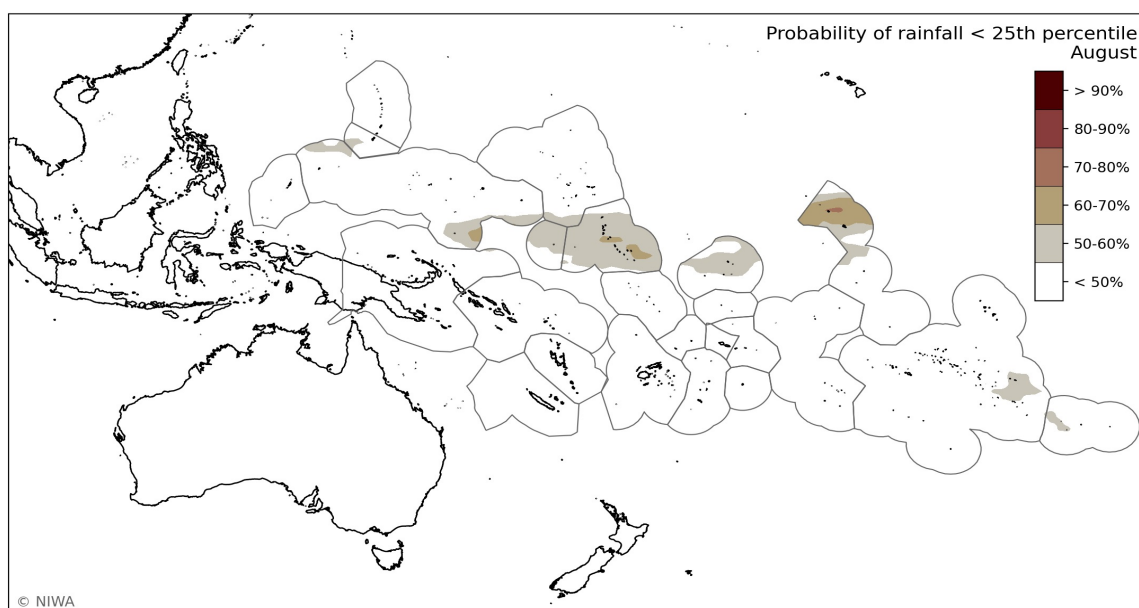 Probability of rainfall < 25th percentile
August
> 90%
80-90%
70-80%
60-70%
50-60%
< 50%
© NIWA